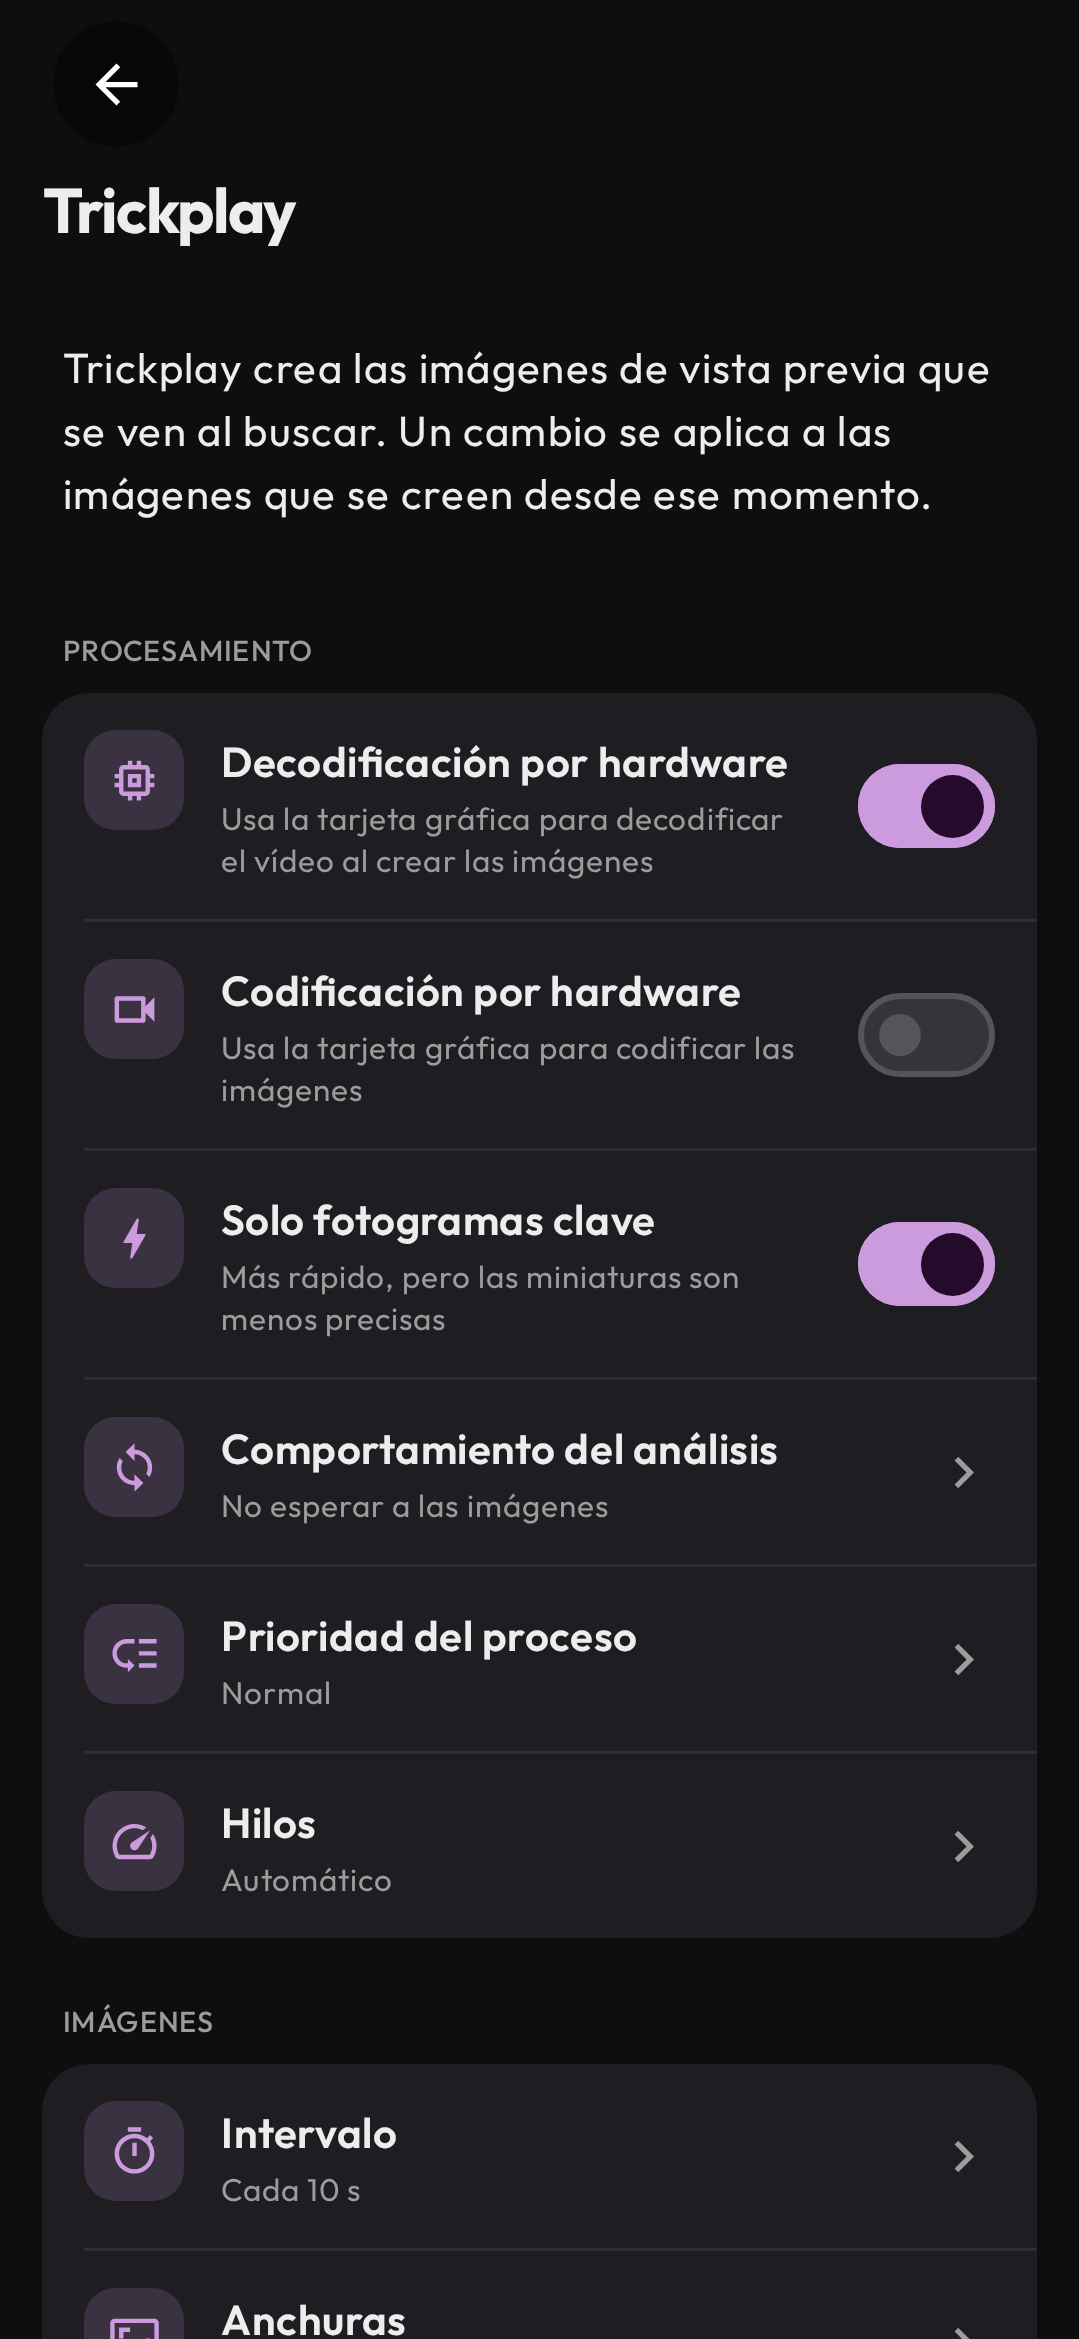 Trickplay
Trickplay crea las imágenes de vista previa que
se ven al buscar. Un cambio se aplica a las
imágenes que se creen desde ese momento.
PROCESAMIENTO
Decodificación por hardware
Usa la tarjeta gráfica para decodificar
el vídeo al crear las imágenes
Codificación por hardware
Usa la tarjeta gráfica para codificar las
imágenes
Solo fotogramas clave
Más rápido, pero las miniaturas son
menos precisas
Comportamiento del análisis
No esperar a las imágenes
Prioridad del proceso
Normal
Hilos
Automático
IMÁGENES
Intervalo
Cada 10 s
Anchuras